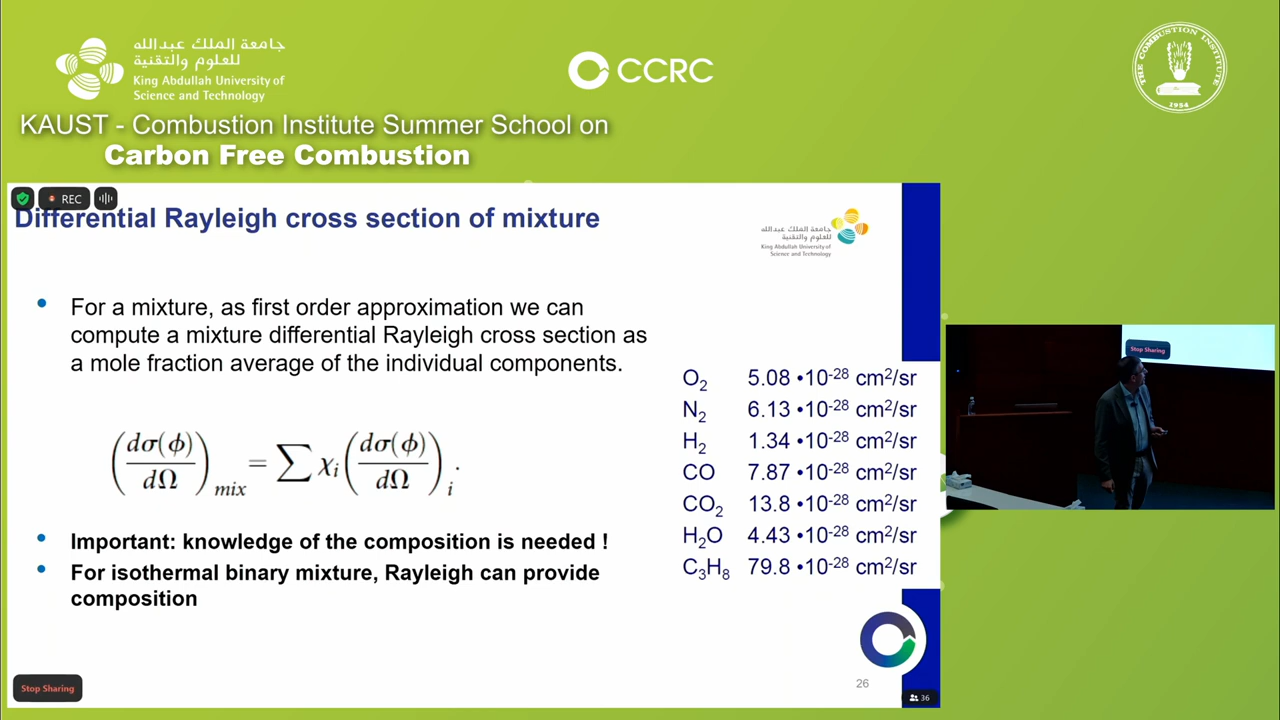 جامعة الملك عبدالله
للعلوم والتقنية
King Abdullah University of
Science and Technology
CCRC
THE COMBUSTION INSTITUTE
1954
KAUST - Combustion Institute Summer School on
Carbon Free Combustion
REC
Differential Rayleigh cross section of mixture
جامعة الملك عبدالله
للعلوم والتقنية
King Abdullah University of
Science and Technology
For a mixture, as first order approximation we can
compute a mixture differential Rayleigh cross section as
a mole fraction average of the individual components.
(dσ(ϕ)/dΩ)mix = ∑ χi (dσ(ϕ)/dΩ)i.
Important: knowledge of the composition is needed !
For isothermal binary mixture, Rayleigh can provide
composition
O₂ 5.08 •10⁻²⁸ cm²/sr
N₂ 6.13 •10⁻²⁸ cm²/sr
H₂ 1.34 •10⁻²⁸ cm²/sr
CO 7.87 •10⁻²⁸ cm²/sr
CO₂ 13.8 •10⁻²⁸ cm²/sr
H₂O 4.43 •10⁻²⁸ cm²/sr
C₃H₈ 79.8 •10⁻²⁸ cm²/sr
Stop Sharing
26
36
Stop Sharing